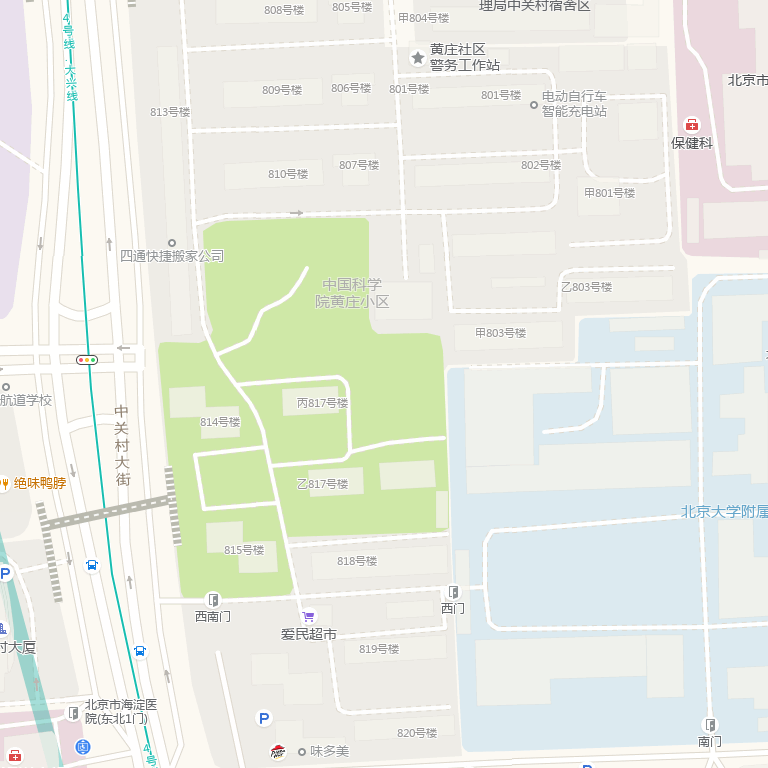 808号楼
805号楼
甲804号楼
理局中关村宿舍区
4号线·大兴线
黄庄社区
警务工作站
北京市
809号楼
806号楼
801号楼
801号楼
电动自行车
智能充电站
813号楼
保健科
810号楼
807号楼
802号楼
甲801号楼
四通快捷搬家公司
中国科学
院黄庄小区
乙803号楼
甲803号楼
航道学校
中关村大街
814号楼
丙817号楼
绝味鸭脖
乙817号楼
北京大学附属
815号楼
818号楼
P
西南门
西门
爱民超市
村大厦
819号楼
北京市海淀医
院(东北1门)
P
820号楼
南门
4号
味多美
P